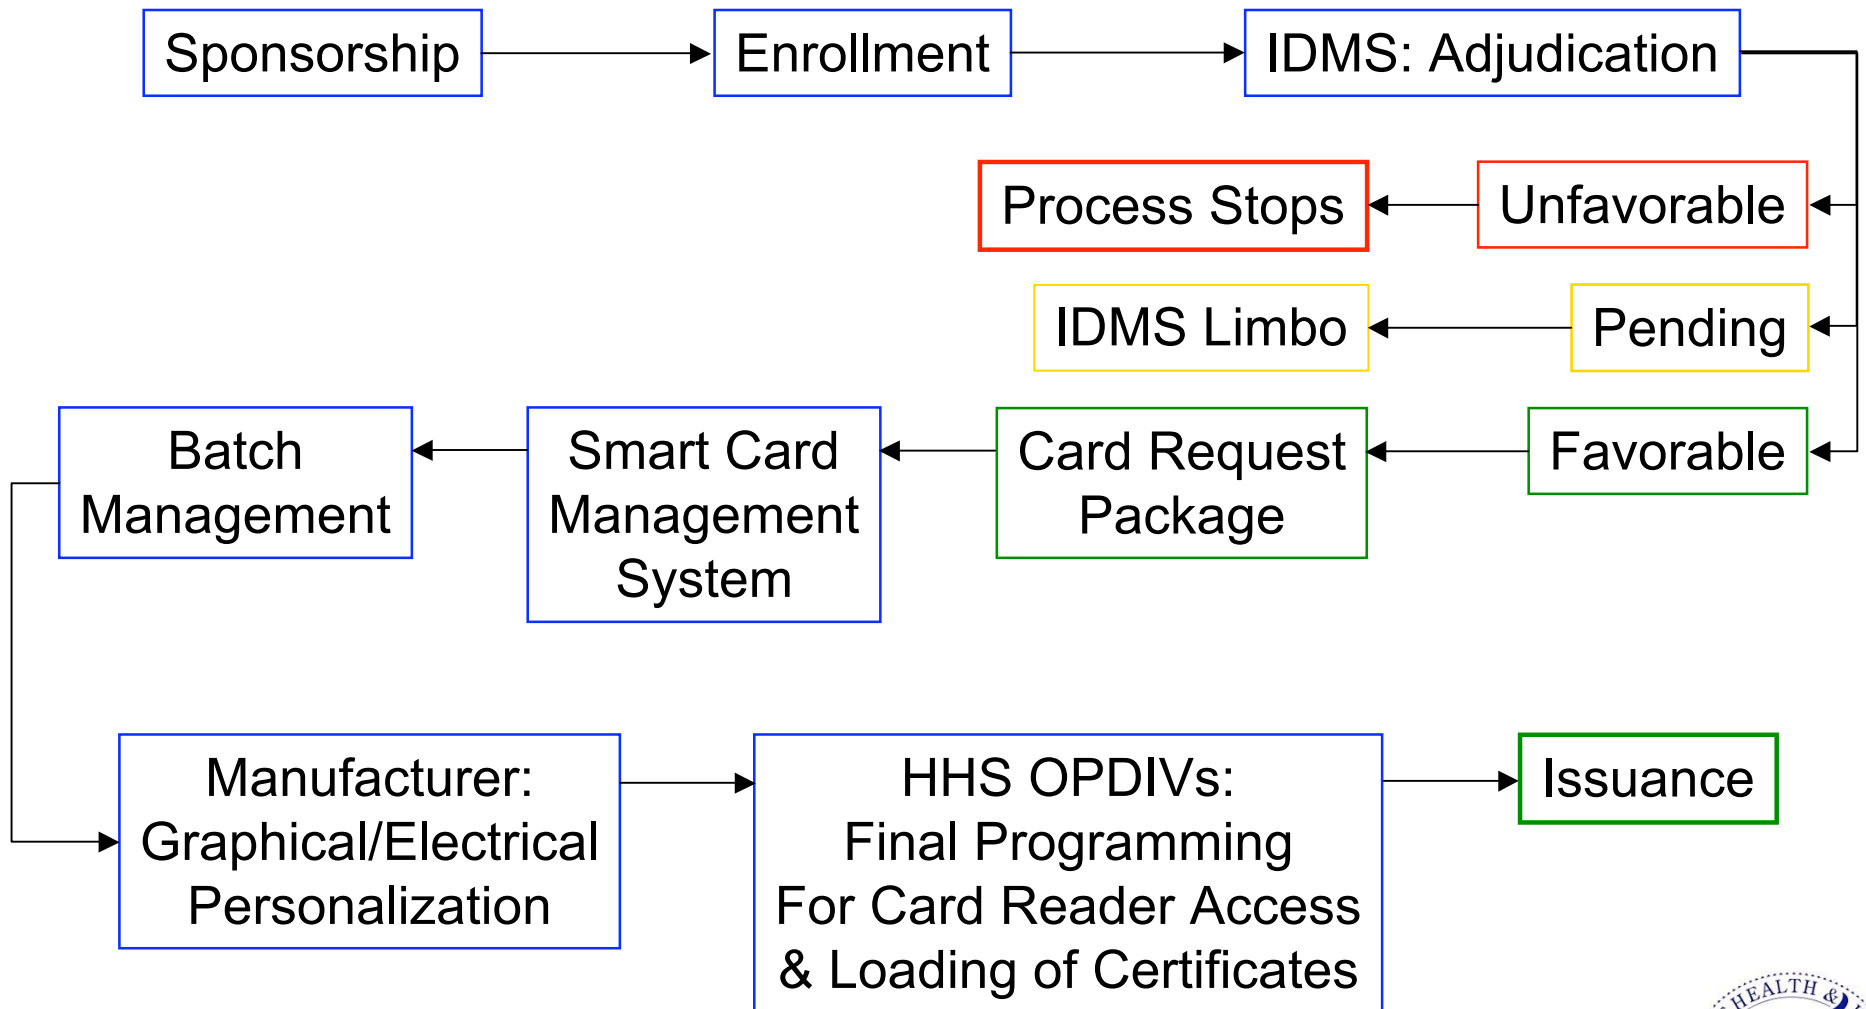 Sponsorship
Enrollment
IDMS: Adjudication
Process Stops
Unfavorable
IDMS Limbo
Pending
Batch
Management
Smart Card
Management
System
Card Request
Package
Favorable
Manufacturer:
Graphical/Electrical
Personalization
HHS OPDIVs:
Final Programming
For Card Reader Access
& Loading of Certificates
Issuance
HEALTH &